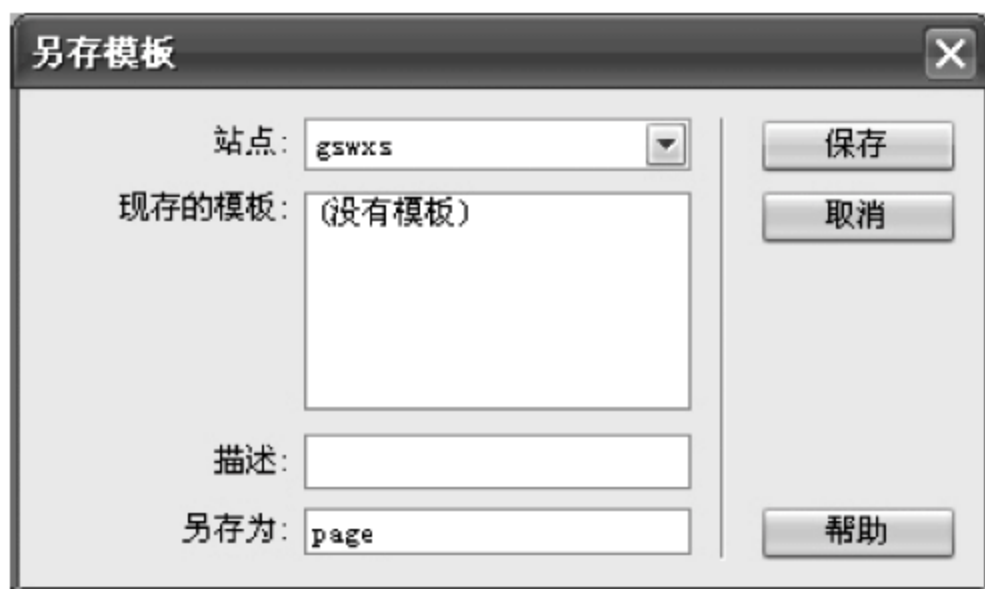 另存模板
站点: gswxs
保存
现存的模板: (没有模板)
取消
描述:
另存为: page
帮助